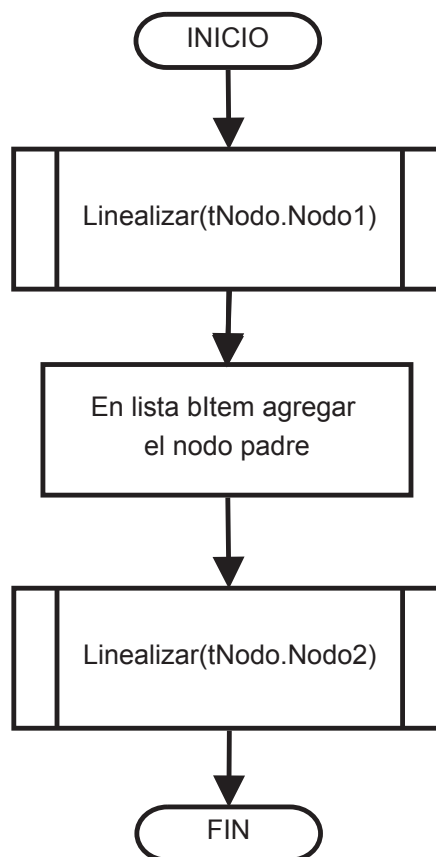 INICIO
Linealizar(tNodo.Nodo1)
En lista bItem agregar
el nodo padre
Linealizar(tNodo.Nodo2)
FIN